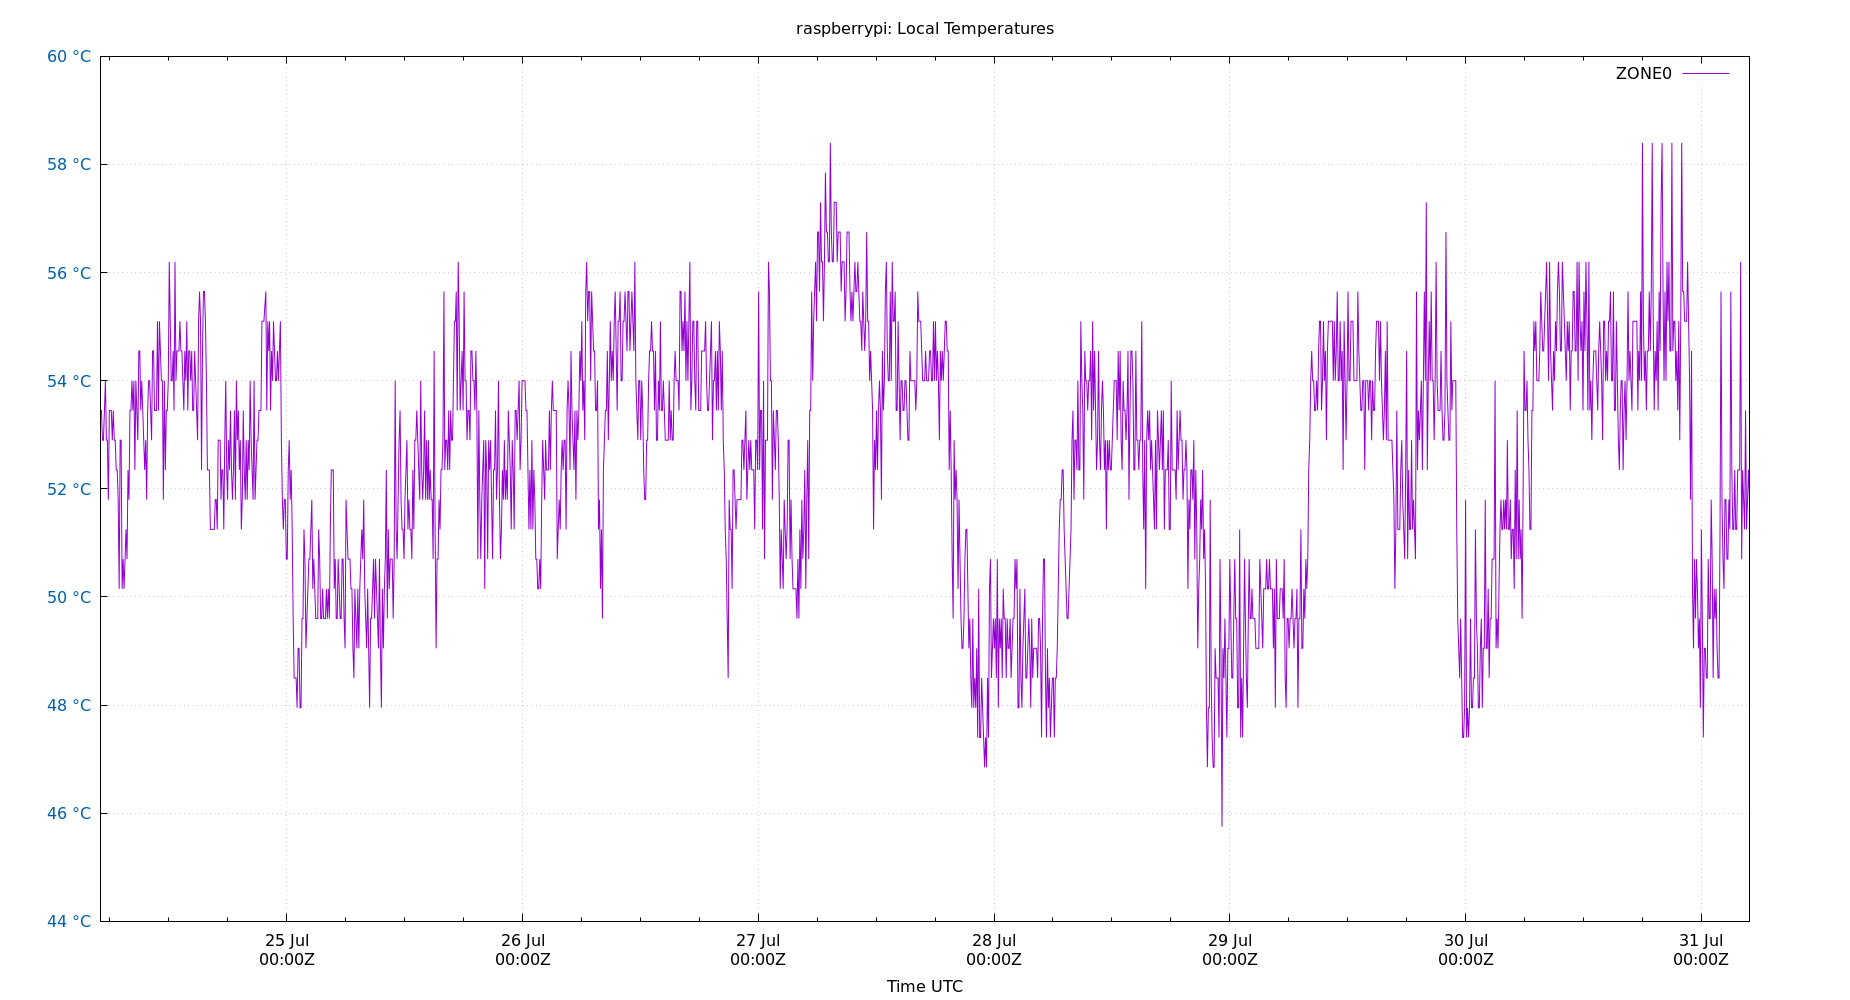 raspberrypi: Local Temperatures
60 °C
ZONE0
58 °C
56 °C
54 °C
52 °C
50 °C
48 °C
46 °C
44 °C
25 Jul 26 Jul 27 Jul 28 Jul 29 Jul 30 Jul 31 Jul
00:00Z 00:00Z 00:00Z 00:00Z 00:00Z 00:00Z 00:00Z
Time UTC